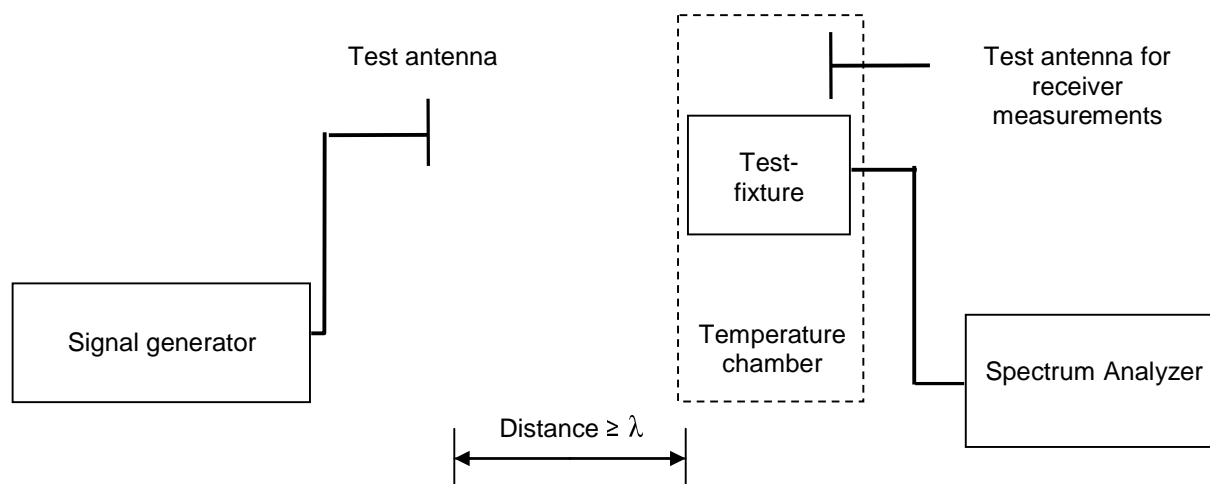 Test antenna
Test antenna for
receiver
measurements
Test-
fixture
Signal generator
Temperature
chamber
Spectrum Analyzer
Distance ≥ λ